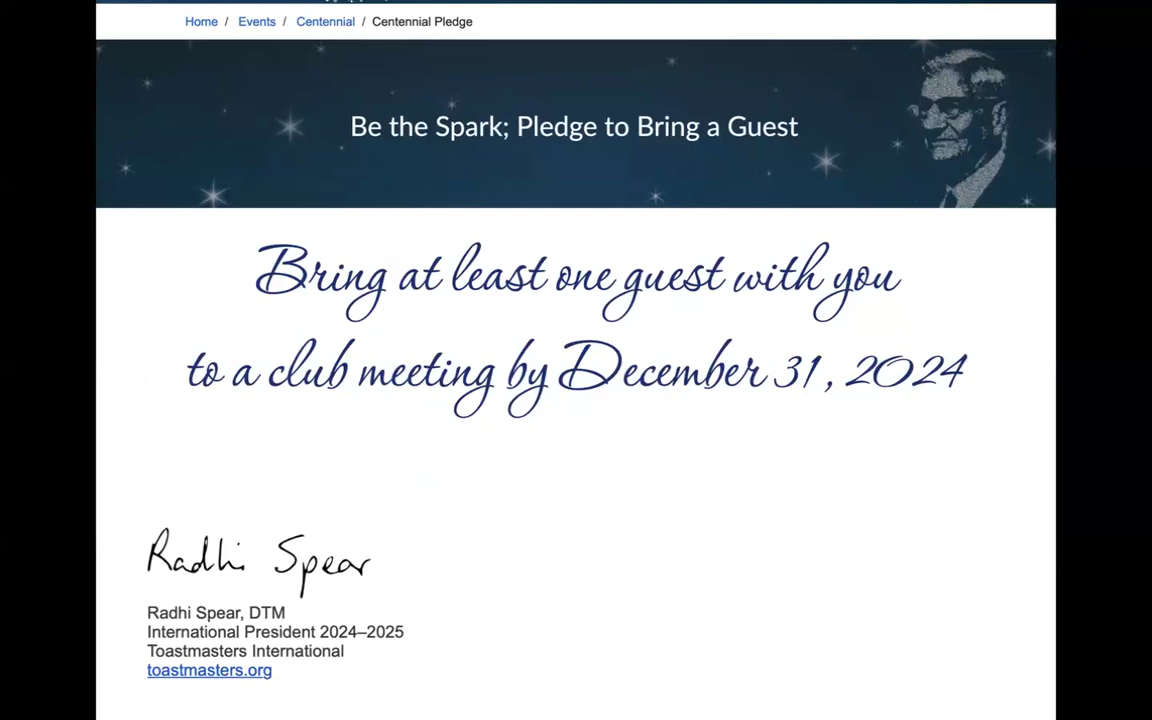 Home / Events / Centennial / Centennial Pledge
Be the Spark; Pledge to Bring a Guest
Bring at least one guest with you
to a club meeting by December 31, 2024
Radhi Spear
Radhi Spear, DTM
International President 2024–2025
Toastmasters International
toastmasters.org